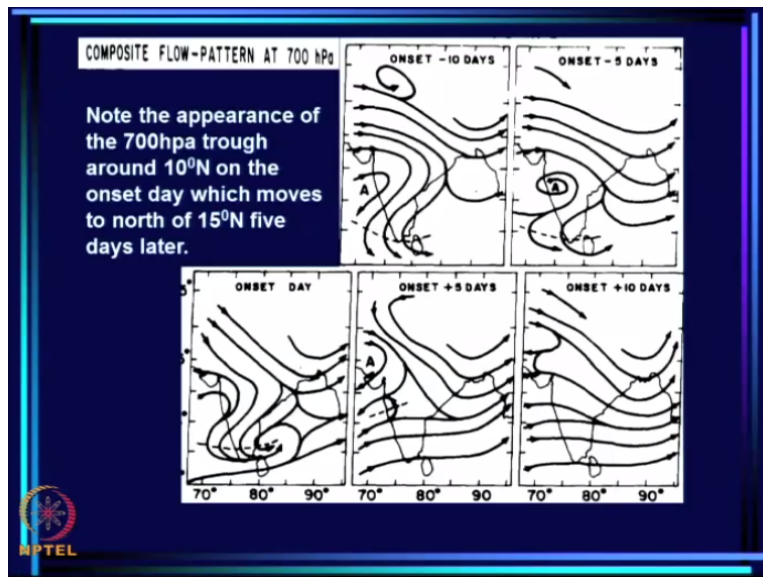 COMPOSITE FLOW-PATTERN AT 700 hPa
Note the appearance of
the 700hpa trough
around 10⁰N on the
onset day which moves
to north of 15⁰N five
days later.
ONSET -10 DAYS
A
ONSET - 5 DAYS
A
ONSET DAY
70° 80° 90°
ONSET +5 DAYS
A
70° 80° 90
ONSET +10 DAYS
70° 80° 90°
NPTEL